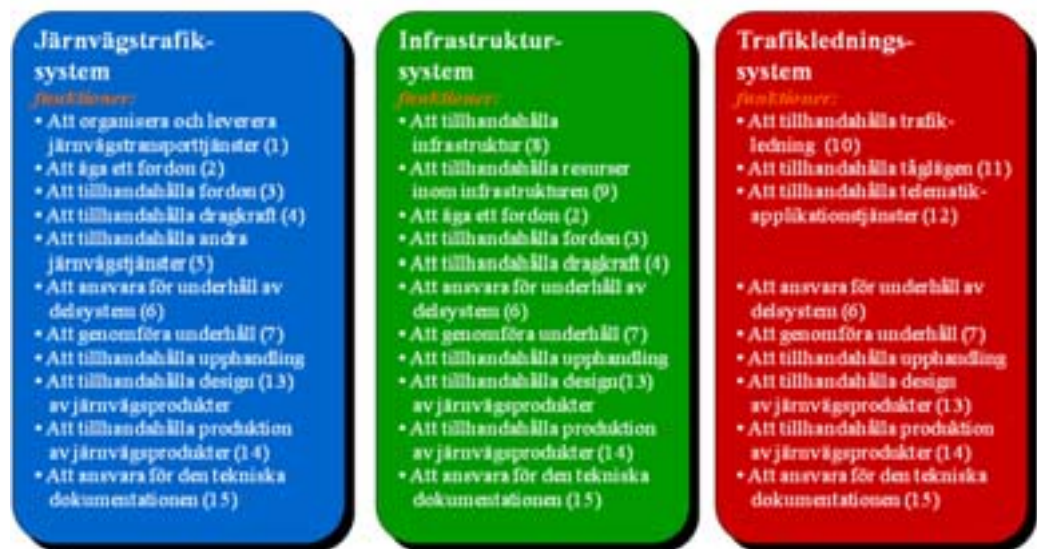 Järnvägstrafik-
system
funktioner:
• Att organisera och leverera
järnvägstransporttjänster (1)
• Att äga ett fordon (2)
• Att tillhandahålla fordon (3)
• Att tillhandahålla dragkraft (4)
• Att tillhandahålla andra
järnvägstjänster (5)
• Att ansvara för underhåll av
delsystem (6)
• Att genomföra underhåll (7)
• Att tillhandahålla upphandling
• Att tillhandahålla design (13)
av järnvägsprodukter
• Att tillhandahålla produktion
av järnvägsprodukter (14)
• Att ansvara för den tekniska
dokumentationen (15)
Infrastruktur-
system
funktioner:
• Att tillhandahålla
infrastruktur (8)
• Att tillhandahålla resurser
inom infrastrukturen (9)
• Att äga ett fordon (2)
• Att tillhandahålla fordon (3)
• Att tillhandahålla dragkraft (4)
• Att ansvara för underhåll av
delsystem (6)
• Att genomföra underhåll (7)
• Att tillhandahålla upphandling
• Att tillhandahålla design(13)
av järnvägsprodukter
• Att tillhandahålla produktion
av järnvägsprodukter (14)
• Att ansvara för den tekniska
dokumentationen (15)
Trafiklednings-
system
funktioner:
• Att tillhandahålla trafik-
ledning (10)
• Att tillhandahålla tåglägen (11)
• Att tillhandahålla telematik-
applikationstjänster (12)
• Att ansvara för underhåll av
delsystem (6)
• Att genomföra underhåll (7)
• Att tillhandahålla upphandling
• Att tillhandahålla design
av järnvägsprodukter (13)
• Att tillhandahålla produktion
av järnvägsprodukter (14)
• Att ansvara för den tekniska
dokumentationen (15)